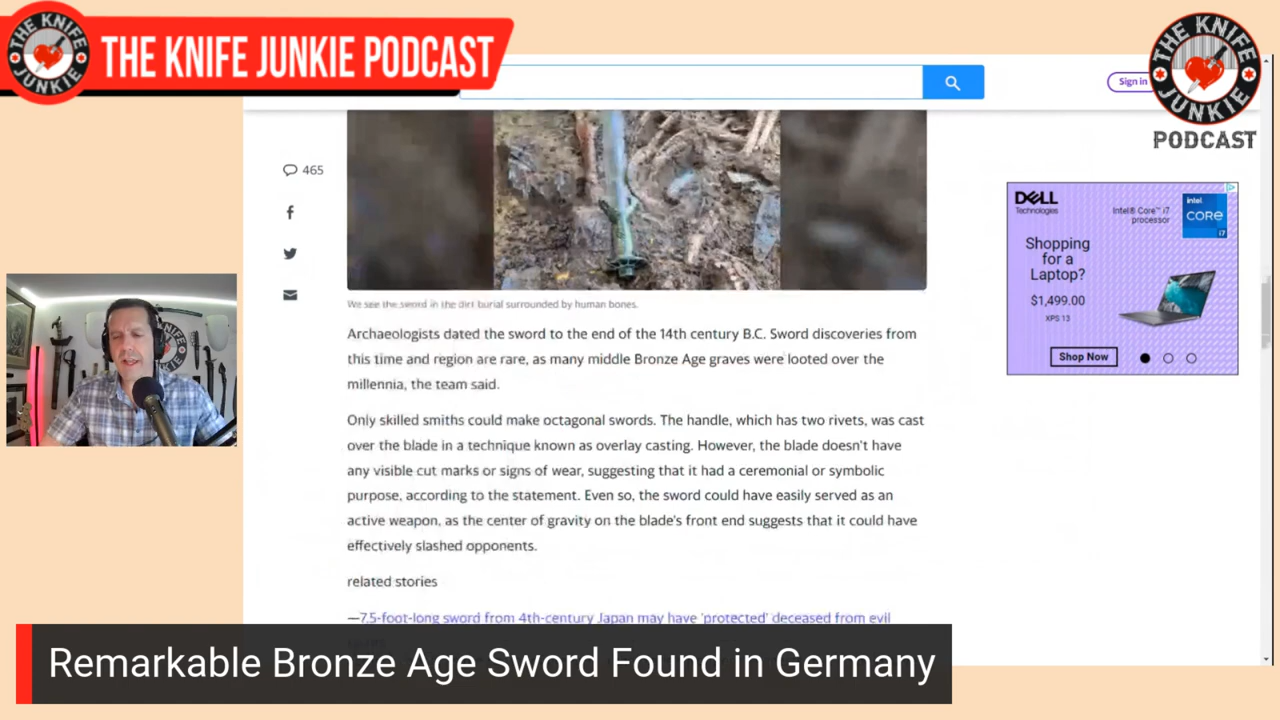 THE KNIFE
JUNKIE
THE KNIFE JUNKIE PODCAST
THE KNIFE
JUNKIE
PODCAST
Sign in
465
We see the sword in the dirt burial surrounded by human bones.
Archaeologists dated the sword to the end of the 14th century B.C. Sword discoveries from
this time and region are rare, as many middle Bronze Age graves were looted over the
millennia, the team said.
Only skilled smiths could make octagonal swords. The handle, which has two rivets, was cast
over the blade in a technique known as overlay casting. However, the blade doesn't have
any visible cut marks or signs of wear, suggesting that it had a ceremonial or symbolic
purpose, according to the statement. Even so, the sword could have easily served as an
active weapon, as the center of gravity on the blade's front end suggests that it could have
effectively slashed opponents.
related stories
—7.5-foot-long sword from 4th-century Japan may have 'protected' deceased from evil
DELL
Technologies
Intel® Core™ i7
processor
intel.
CORE
i7
Shopping
for a
Laptop?
$1,499.00
XPS 13
Shop Now
KNIFE
JUNKIE
Remarkable Bronze Age Sword Found in Germany